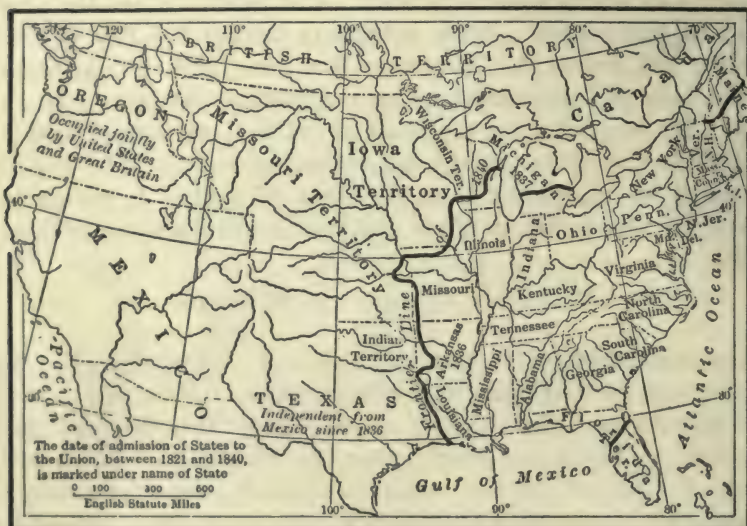 50° 120° 110° 100° 90° 80° 70°
BRITISH TERRITORY
Canada
OREGON
Occupied jointly
by United States
and Great Britain
Missouri Territory
Iowa
Territory
Wisconsin Ter.
Michigan
1837
Maine
Ver.
N.H.
New York
R.I.
Penn.
N. Jer.
Md.
Del.
Frontier Line of 1840
Illinois
Indiana
Ohio
Virginia
40°
40°
MEXICO
Missouri
Kentucky
North
Carolina
Tennessee
South
Carolina
Indian
Territory
Arkansas
1836
Mississippi
Alabama
Georgia
Louisiana
Florida
TEXAS
Independent from
Mexico since 1836
Pacific
Ocean
Atlantic Ocean
Gulf of Mexico
30°
The date of admission of States to
the Union, between 1821 and 1840,
is marked under name of State
0 100 300 500
English Statute Miles
110° 100° 90° 80°